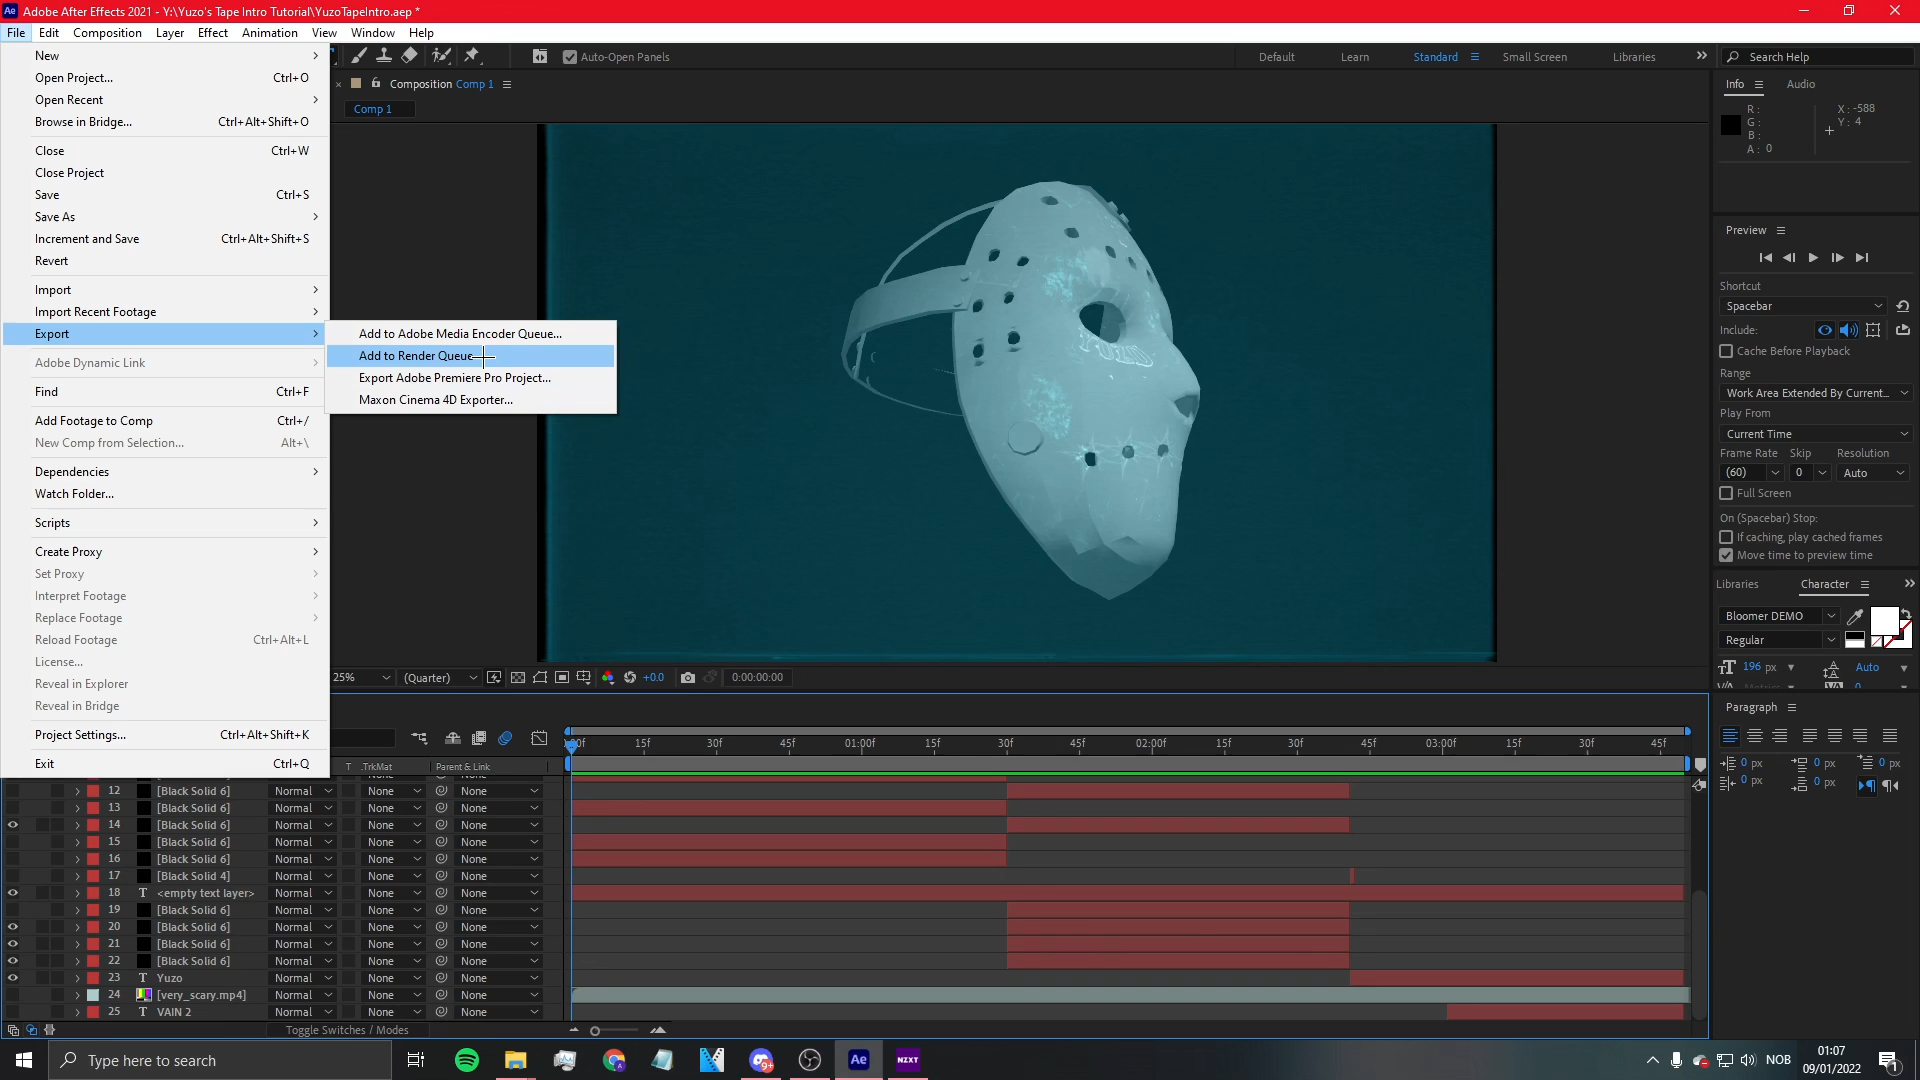 Adobe After Effects 2021 - Y:\Yuzo's Tape Intro Tutorial\YuzoTapeIntro.aep *
File Edit Composition Layer Effect Animation View Window Help
Auto-Open Panels
Default Learn Standard Small Screen Libraries Search Help
New
Open Project... Ctrl+O
Open Recent
Browse in Bridge... Ctrl+Alt+Shift+O
Close Ctrl+W
Close Project
Save Ctrl+S
Save As
Increment and Save Ctrl+Alt+Shift+S
Revert
Import
Import Recent Footage
Export
Adobe Dynamic Link
Find Ctrl+F
Add Footage to Comp Ctrl+/
New Comp from Selection... Alt+\
Dependencies
Watch Folder...
Scripts
Create Proxy
Set Proxy
Interpret Footage
Replace Footage
Reload Footage Ctrl+Alt+L
License...
Reveal in Explorer
Reveal in Bridge
Project Settings... Ctrl+Alt+Shift+K
Exit Ctrl+Q
Add to Adobe Media Encoder Queue...
Add to Render Queue
Export Adobe Premiere Pro Project...
Maxon Cinema 4D Exporter...
Composition Comp 1
Comp 1
YUZO
25% (Quarter) +0.0 0:00:00:00
Info Audio
R : X : -588
G : Y : 4
B :
A : 0
Preview
Shortcut
Spacebar
Include:
Cache Before Playback
Range
Work Area Extended By Current...
Play From
Current Time
Frame Rate Skip Resolution
(60) 0 Auto
Full Screen
On (Spacebar) Stop:
If caching, play cached frames
Move time to preview time
Libraries Character
Bloomer DEMO
Regular
196 px Auto
Paragraph
0 px 0 px 0 px
0 px 0 px
15f 30f 45f 01:00f 15f 30f 45f 02:00f 15f 30f 45f 03:00f 15f 30f 45f
T .TrkMat Parent & Link
12 [Black Solid 6] Normal None None
13 [Black Solid 6] Normal None None
14 [Black Solid 6] Normal None None
15 [Black Solid 6] Normal None None
16 [Black Solid 6] Normal None None
17 [Black Solid 4] Normal None None
18 T <empty text layer> Normal None None
19 [Black Solid 6] Normal None None
20 [Black Solid 6] Normal None None
21 [Black Solid 6] Normal None None
22 [Black Solid 6] Normal None None
23 T Yuzo Normal None None
24 [very_scary.mp4] Normal None None
25 T VAIN 2 Normal None None
Toggle Switches / Modes
Type here to search
Ae
NZXT
NOB
01:07
09/01/2022